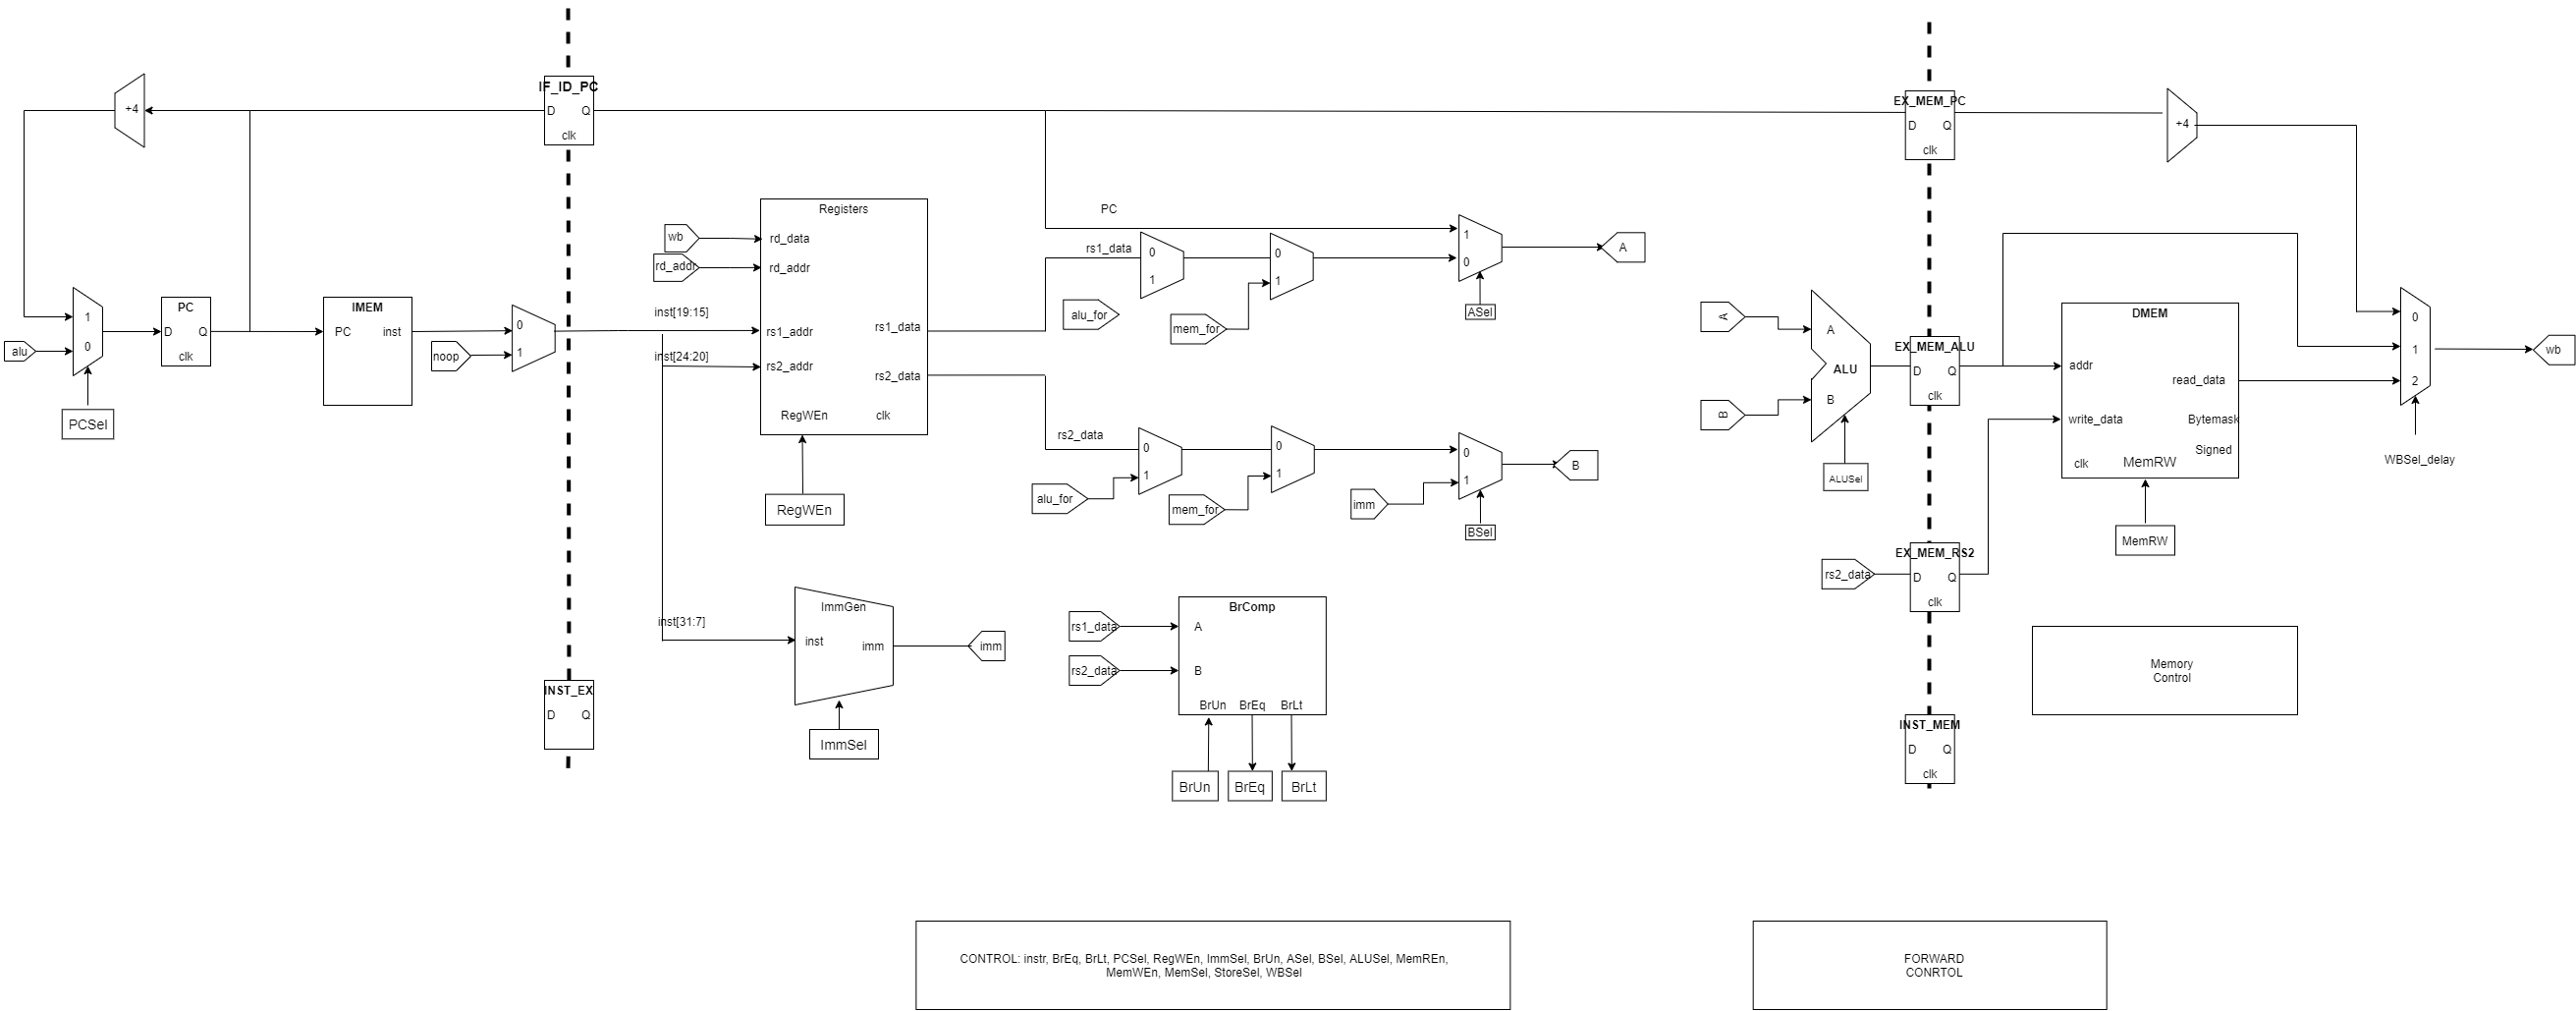 IF_ID_PC
D Q
clk
+4
EX_MEM_PC
D Q
clk
+4
alu
1
0
PCSel
PC
D Q
clk
IMEM
PC inst
noop
0
1
Registers
wb
rd_data
rd_addr
rd_addr
inst[19:15]
rs1_addr
inst[24:20]
rs2_addr
rs1_data
rs2_data
RegWEn clk
RegWEn
PC
rs1_data
0
1
alu_for
0
1
mem_for
1
0
ASel
A
rs2_data
0
1
alu_for
0
1
mem_for
imm
0
1
BSel
B
inst[31:7]
ImmGen
inst imm
imm
ImmSel
INST_EX
D Q
BrComp
rs1_data
A
rs2_data
B
BrUn BrEq BrLt
BrUn BrEq BrLt
A
B
A
ALU
B
ALUSel
EX_MEM_ALU
D Q
clk
EX_MEM_RS2
rs2_data
D Q
clk
INST_MEM
D Q
clk
DMEM
addr
read_data
write_data
Bytemask
Signed
clk
MemRW
MemRW
Memory
Control
0
1
2
WBSel_delay
wb
CONTROL: instr, BrEq, BrLt, PCSel, RegWEn, ImmSel, BrUn, ASel, BSel, ALUSel, MemREn,
MemWEn, MemSel, StoreSel, WBSel
FORWARD
CONRTOL